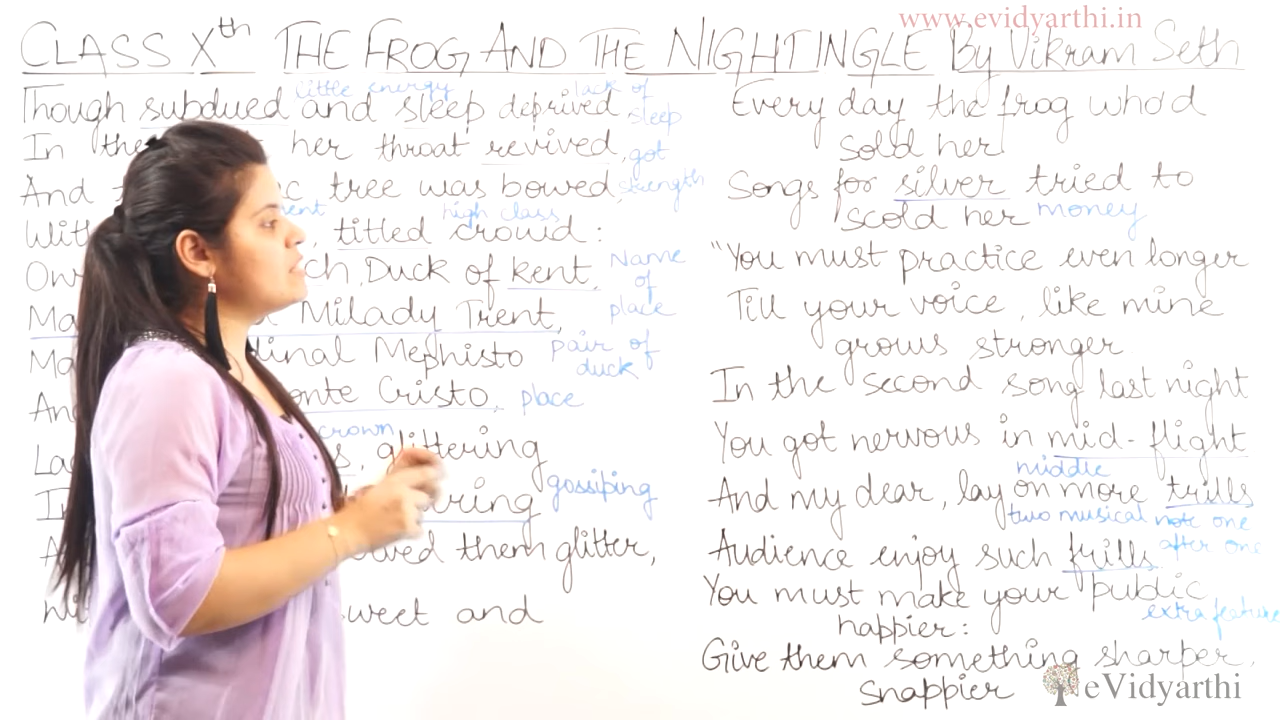 www.evidyarthi.in
CLASS Xth THE FROG AND THE NIGHTINGLE By Vikram Seth
little energy lack of
Though subdued and sleep deprived,
sleep
In the her throat revived,
got
And tree was bowed,
strength
high class
With titled crowd:
Duck of Kent,
Name
of
place
Milady Trent,
Mephisto
pair of
duck
Cristo,
place
crown
glittering
gossiping
them glitter,
sweet and
Every day the frog who'd
sold her
Songs for silver tried to
scold her
money
"You must practice even longer
Till your voice, like mine
grows stronger
In the second song last night
You got nervous in mid-flight
middle
And my dear, lay on more trills
two musical note one
after one
Audience enjoy such frills
You must make your public
happier:
extra feature
Give them something sharper,
snappier
eVidyarthi